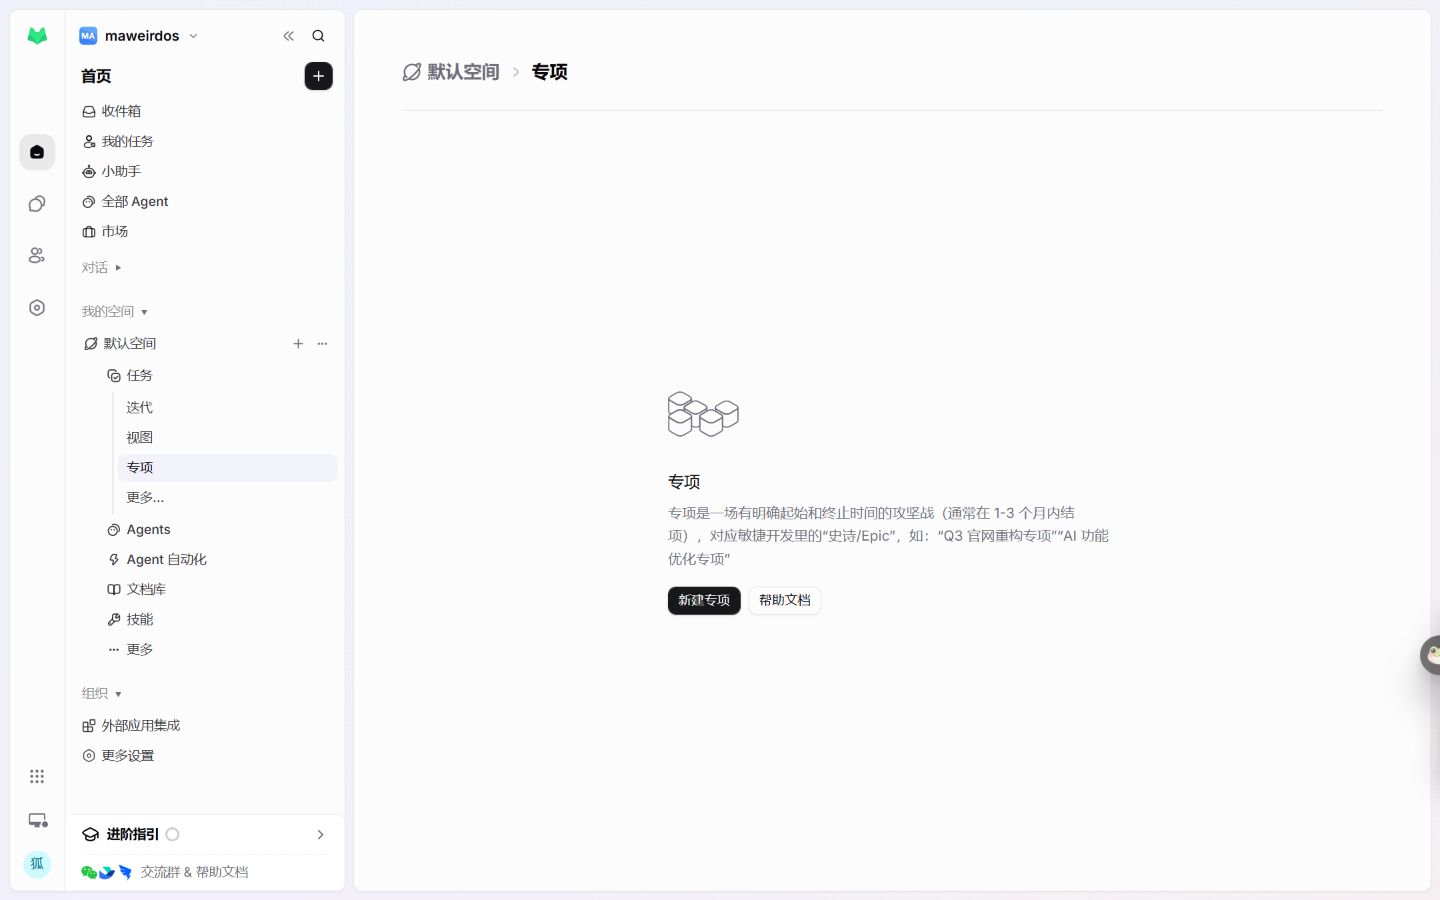 MA maweirdos
首页
收件箱
我的任务
小助手
全部 Agent
市场
对话
我的空间
默认空间
任务
迭代
视图
专项
更多...
Agents
Agent 自动化
文档库
技能
更多
组织
外部应用集成
更多设置
进阶指引
交流群 & 帮助文档
狐
默认空间 > 专项
专项
专项是一场有明确起始和终止时间的攻坚战（通常在 1-3 个月内结
项），对应敏捷开发里的“史诗/Epic”，如：“Q3 官网重构专项”“AI 功能
优化专项”
新建专项 帮助文档